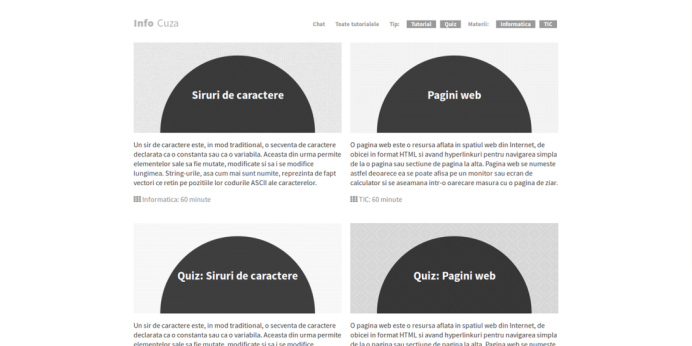 Info Cuza
Chat Toate tutorialele Tip: Tutorial Quiz Materii: Informatica TIC
Siruri de caractere
Un sir de caractere este, in mod traditional, o secventa de caractere
declarata ca o constanta sau ca o variabila. Aceasta din urma permite
elementelor sale sa fie mutate, modificate si sa i se modifice
lungimea. String-urile, asa cum mai sunt numite, reprezinta de fapt
vectori ce retin pe pozitiile lor codurile ASCII ale caracterelor.
Informatica: 60 minute
Pagini web
O pagina web este o resursa aflata in spatiul web din Internet, de
obicei in format HTML si avand hyperlinkuri pentru navigarea simpla
de la o pagina sau sectiune de pagina la alta. Pagina web se numeste
astfel deoarece ea se poate afisa pe un monitor sau ecran de
calculator si se aseamana intr-o oarecare masura cu o pagina de ziar.
TIC: 60 minute
Quiz: Siruri de caractere
Un sir de caractere este, in mod traditional, o secventa de caractere
declarata ca o constanta sau ca o variabila. Aceasta din urma permite
elementelor sale sa fie mutate, modificate si sa i se modifice
Quiz: Pagini web
O pagina web este o resursa aflata in spatiul web din Internet, de
obicei in format HTML si avand hyperlinkuri pentru navigarea simpla
de la o pagina sau sectiune de pagina la alta. Pagina web se numeste